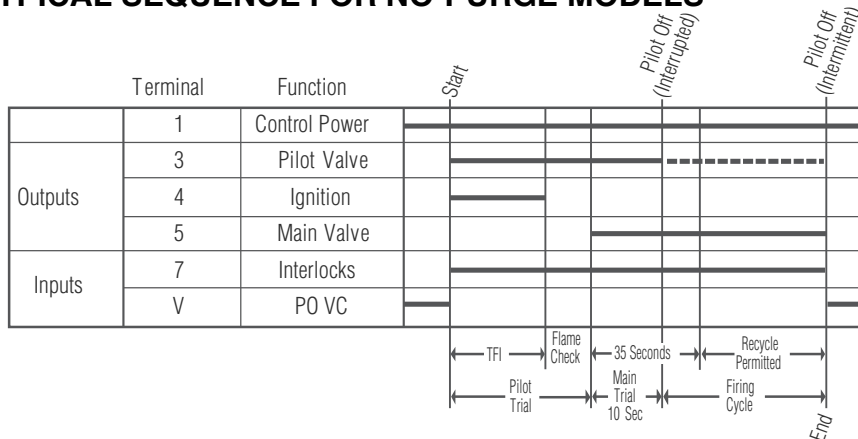 TYPICAL SEQUENCE FOR NO PURGE MODELS
Pilot Off
(Interrupted)
Pilot Off
(Intermittent)
Terminal Function Start
1 Control Power
Outputs
3 Pilot Valve
4 Ignition
5 Main Valve
Inputs
7 Interlocks
V PO VC
TFI
Flame
Check
35 Seconds
Recycle
Permitted
Pilot
Trial
Main
Trial
10 Sec
Firing
Cycle
End